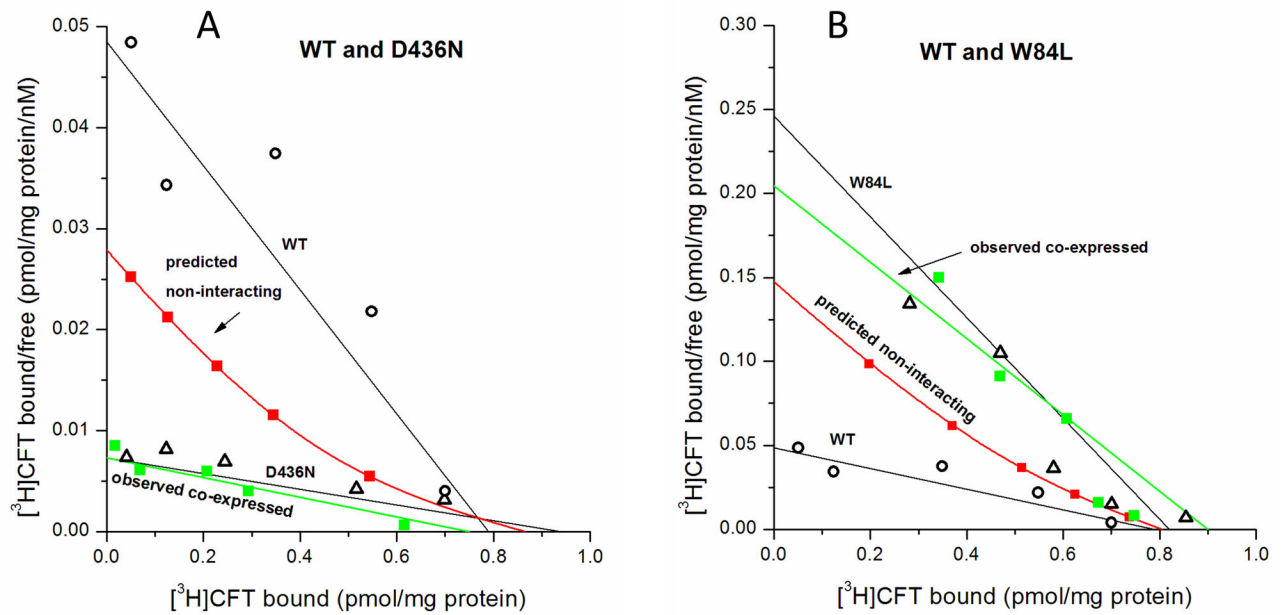 A
WT and D436N
0.05
0.04
0.03
0.02
0.01
0.00
[³H]CFT bound/free (pmol/mg protein/nM)
WT
predicted
non-interacting
D436N
observed co-expressed
0.0 0.2 0.4 0.6 0.8 1.0
[³H]CFT bound (pmol/mg protein)
B
WT and W84L
0.30
0.25
0.20
0.15
0.10
0.05
0.00
[³H]CFT bound/free (pmol/mg protein/nM)
W84L
observed co-expressed
predicted non-interacting
WT
0.0 0.2 0.4 0.6 0.8 1.0
[³H]CFT bound (pmol/mg protein)